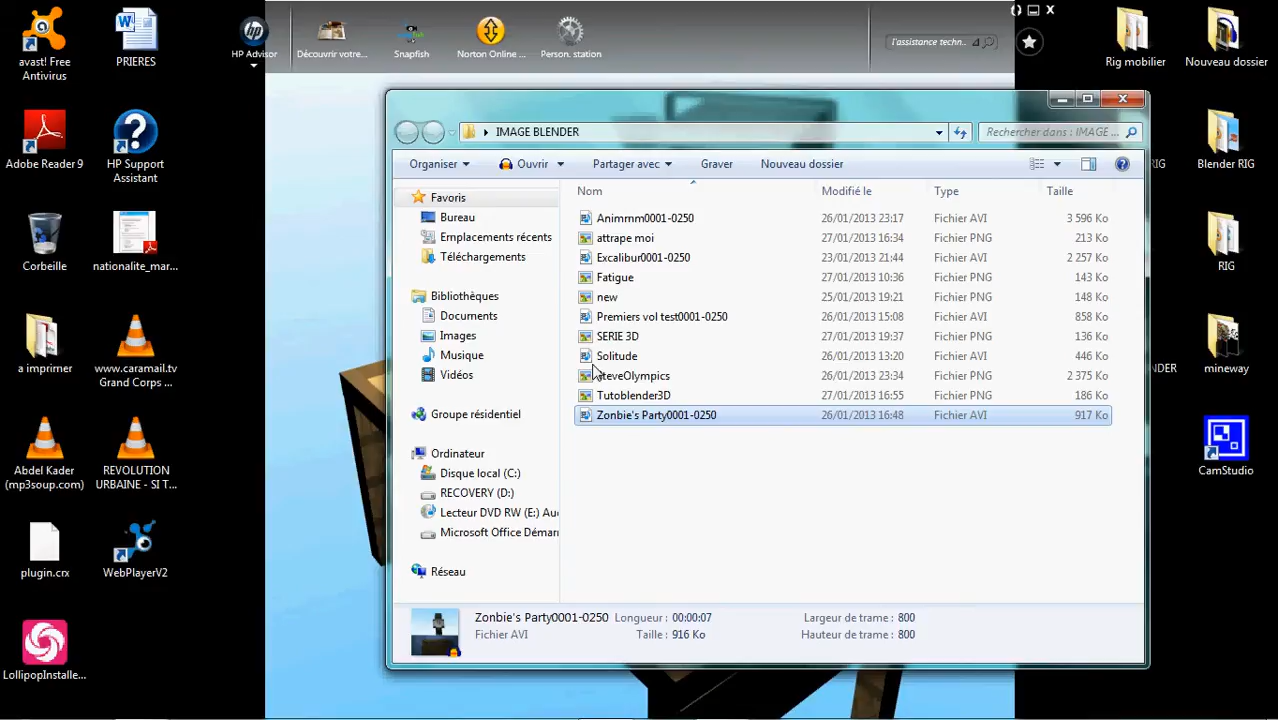 avast! Free
Antivirus
PRIERES
HP Advisor
Découvrir votre...
Snapfish
Norton Online ...
Person. station
l'assistance techn..
Rig mobilier
Nouveau dossier
Adobe Reader 9
HP Support
Assistant
Blender RIG
Corbeille
nationalite_mar...
RIG
a imprimer
www.caramail.tv
Grand Corps ...
mineway
Abdel Kader
(mp3soup.com)
REVOLUTION
URBAINE - SI T...
CamStudio
plugin.crx
WebPlayerV2
LollipopInstalle...
IMAGE BLENDER
Rechercher dans : IMAGE ...
Organiser
Ouvrir
Partager avec
Graver
Nouveau dossier
Favoris
Bureau
Emplacements récents
Téléchargements
Bibliothèques
Documents
Images
Musique
Vidéos
Groupe résidentiel
Ordinateur
Disque local (C:)
RECOVERY (D:)
Lecteur DVD RW (E:) Au
Microsoft Office Démar
Réseau
Nom Modifié le Type Taille
Animrnm0001-0250 26/01/2013 23:17 Fichier AVI 3 596 Ko
attrape moi 27/01/2013 16:34 Fichier PNG 213 Ko
Excalibur0001-0250 23/01/2013 21:44 Fichier AVI 2 257 Ko
Fatigue 27/01/2013 10:36 Fichier PNG 143 Ko
new 25/01/2013 19:21 Fichier PNG 148 Ko
Premiers vol test0001-0250 26/01/2013 15:08 Fichier AVI 858 Ko
SERIE 3D 27/01/2013 19:37 Fichier PNG 136 Ko
Solitude 26/01/2013 13:20 Fichier AVI 446 Ko
SteveOlympics 26/01/2013 23:34 Fichier PNG 2 375 Ko
Tutoblender3D 27/01/2013 16:55 Fichier PNG 186 Ko
Zonbie's Party0001-0250 26/01/2013 16:48 Fichier AVI 917 Ko
Zonbie's Party0001-0250 Longueur : 00:00:07 Largeur de trame : 800
Fichier AVI Taille : 916 Ko Hauteur de trame : 800